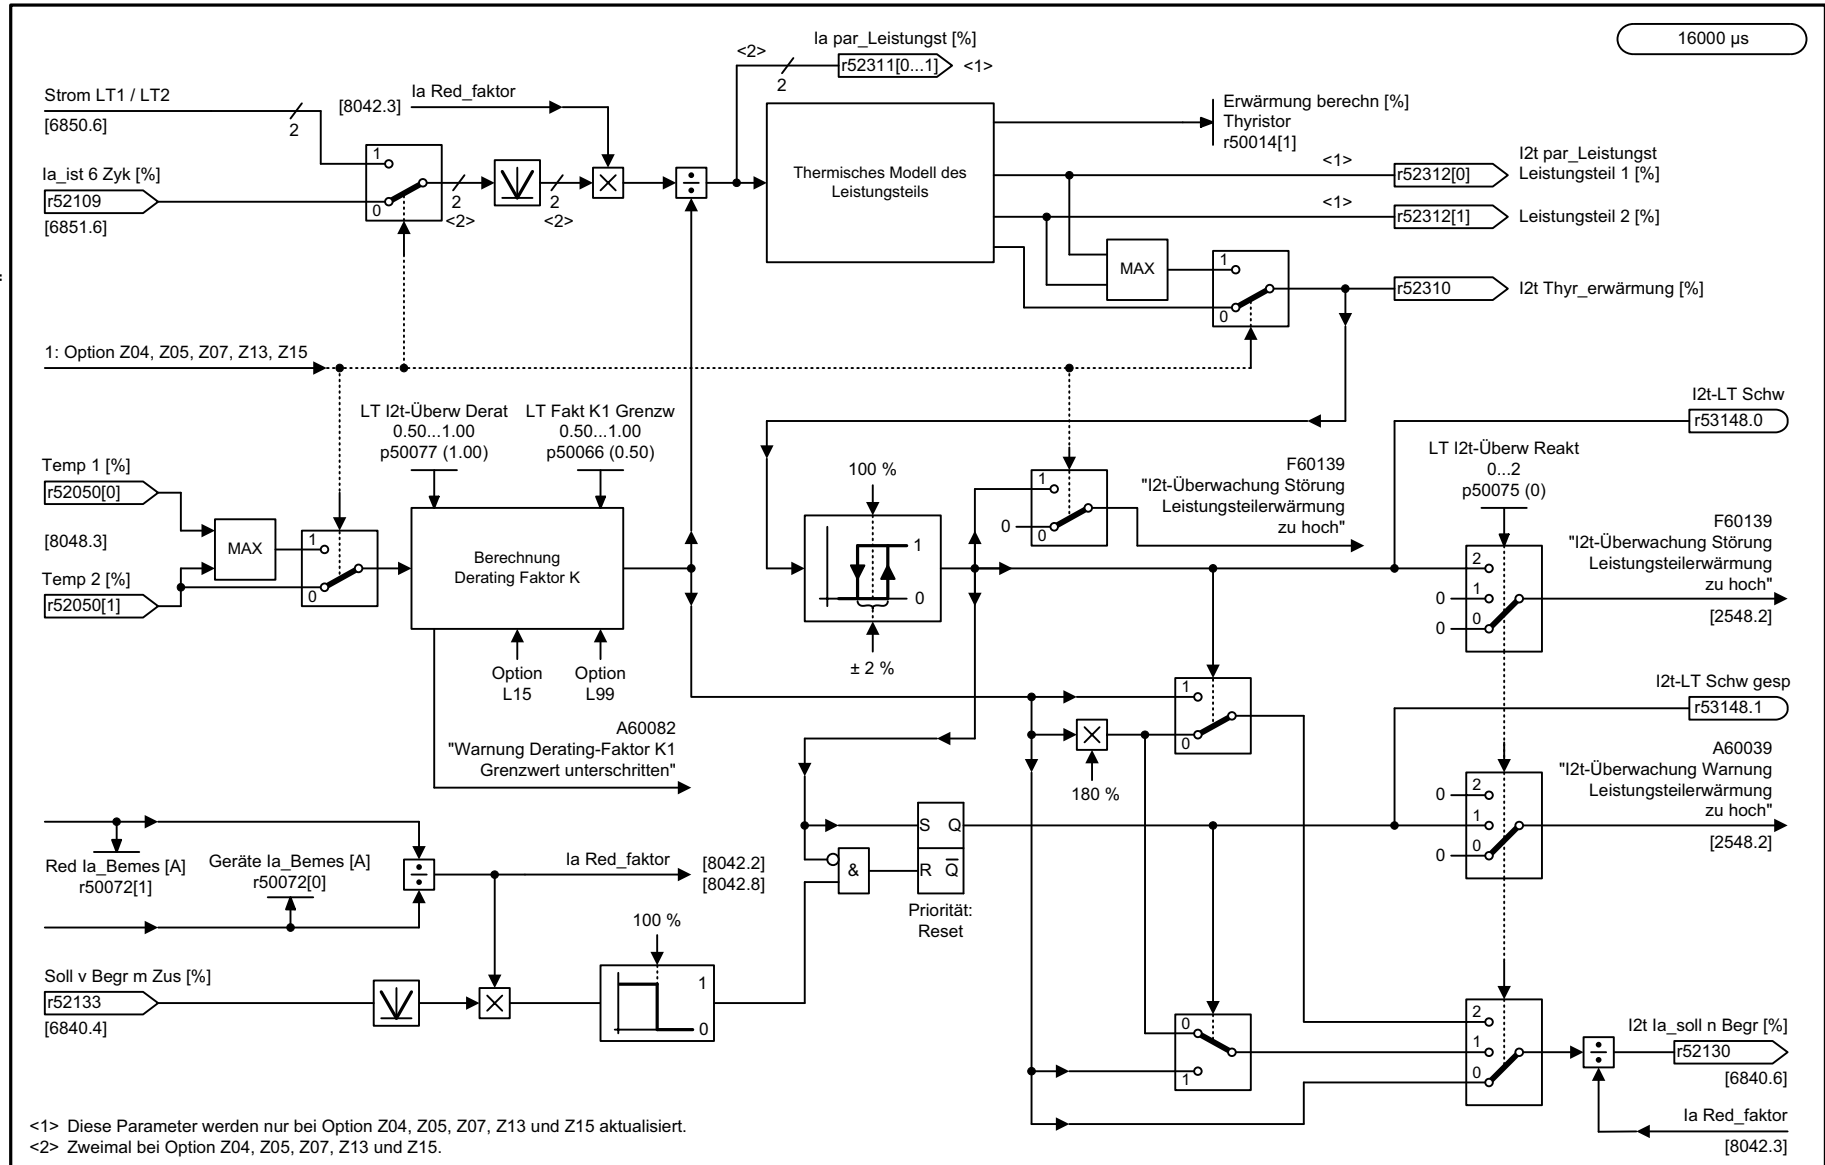 16000 µs
Ia par_Leistungst [%]
<2>
r52311[0...1]
<1>
2
Strom LT1 / LT2
[6850.6]
2
Ia Red_faktor
[8042.3]
Ia_ist 6 Zyk [%]
r52109
[6851.6]
1
0
2
<2>
2
<2>
Thermisches Modell des
Leistungsteils
Erwärmung berechn [%]
Thyristor
r50014[1]
<1>
r52312[0]
I2t par_Leistungst
Leistungsteil 1 [%]
<1>
r52312[1]
Leistungsteil 2 [%]
MAX
1
0
r52310
I2t Thyr_erwärmung [%]
1: Option Z04, Z05, Z07, Z13, Z15
LT I2t-Überw Derat
0.50...1.00
p50077 (1.00)
LT Fakt K1 Grenzw
0.50...1.00
p50066 (0.50)
Temp 1 [%]
r52050[0]
[8048.3]
Temp 2 [%]
r52050[1]
MAX
1
0
Berechnung
Derating Faktor K
Option
L15
Option
L99
A60082
"Warnung Derating-Faktor K1
Grenzwert unterschritten"
100 %
1
0
± 2 %
1
0
0
F60139
"I2t-Überwachung Störung
Leistungsteilerwärmung
zu hoch"
I2t-LT Schw
r53148.0
LT I2t-Überw Reakt
0...2
p50075 (0)
2
0
1
0
0
F60139
"I2t-Überwachung Störung
Leistungsteilerwärmung
zu hoch"
[2548.2]
1
0
180 %
I2t-LT Schw gesp
r53148.1
0
2
1
0
0
A60039
"I2t-Überwachung Warnung
Leistungsteilerwärmung
zu hoch"
[2548.2]
Red Ia_Bemes [A]
r50072[1]
Geräte Ia_Bemes [A]
r50072[0]
Ia Red_faktor
[8042.2]
[8042.8]
&
S Q
R Q̅
Priorität:
Reset
Soll v Begr m Zus [%]
r52133
[6840.4]
100 %
1
0
0
1
2
1
0
I2t Ia_soll n Begr [%]
r52130
[6840.6]
Ia Red_faktor
[8042.3]
<1> Diese Parameter werden nur bei Option Z04, Z05, Z07, Z13 und Z15 aktualisiert.
<2> Zweimal bei Option Z04, Z05, Z07, Z13 und Z15.